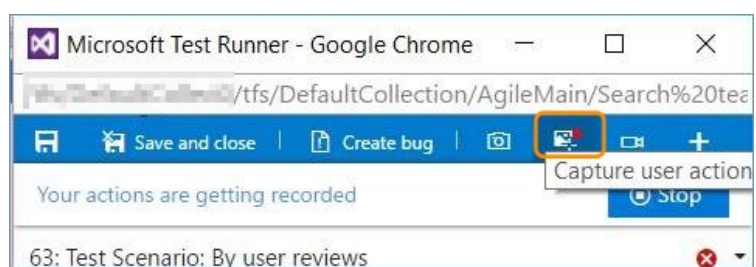 Microsoft Test Runner - Google Chrome
/tfs/DefaultCollection/AgileMain/Search%20tea
Save and close Create bug
Capture user action
Your actions are getting recorded Stop
63: Test Scenario: By user reviews